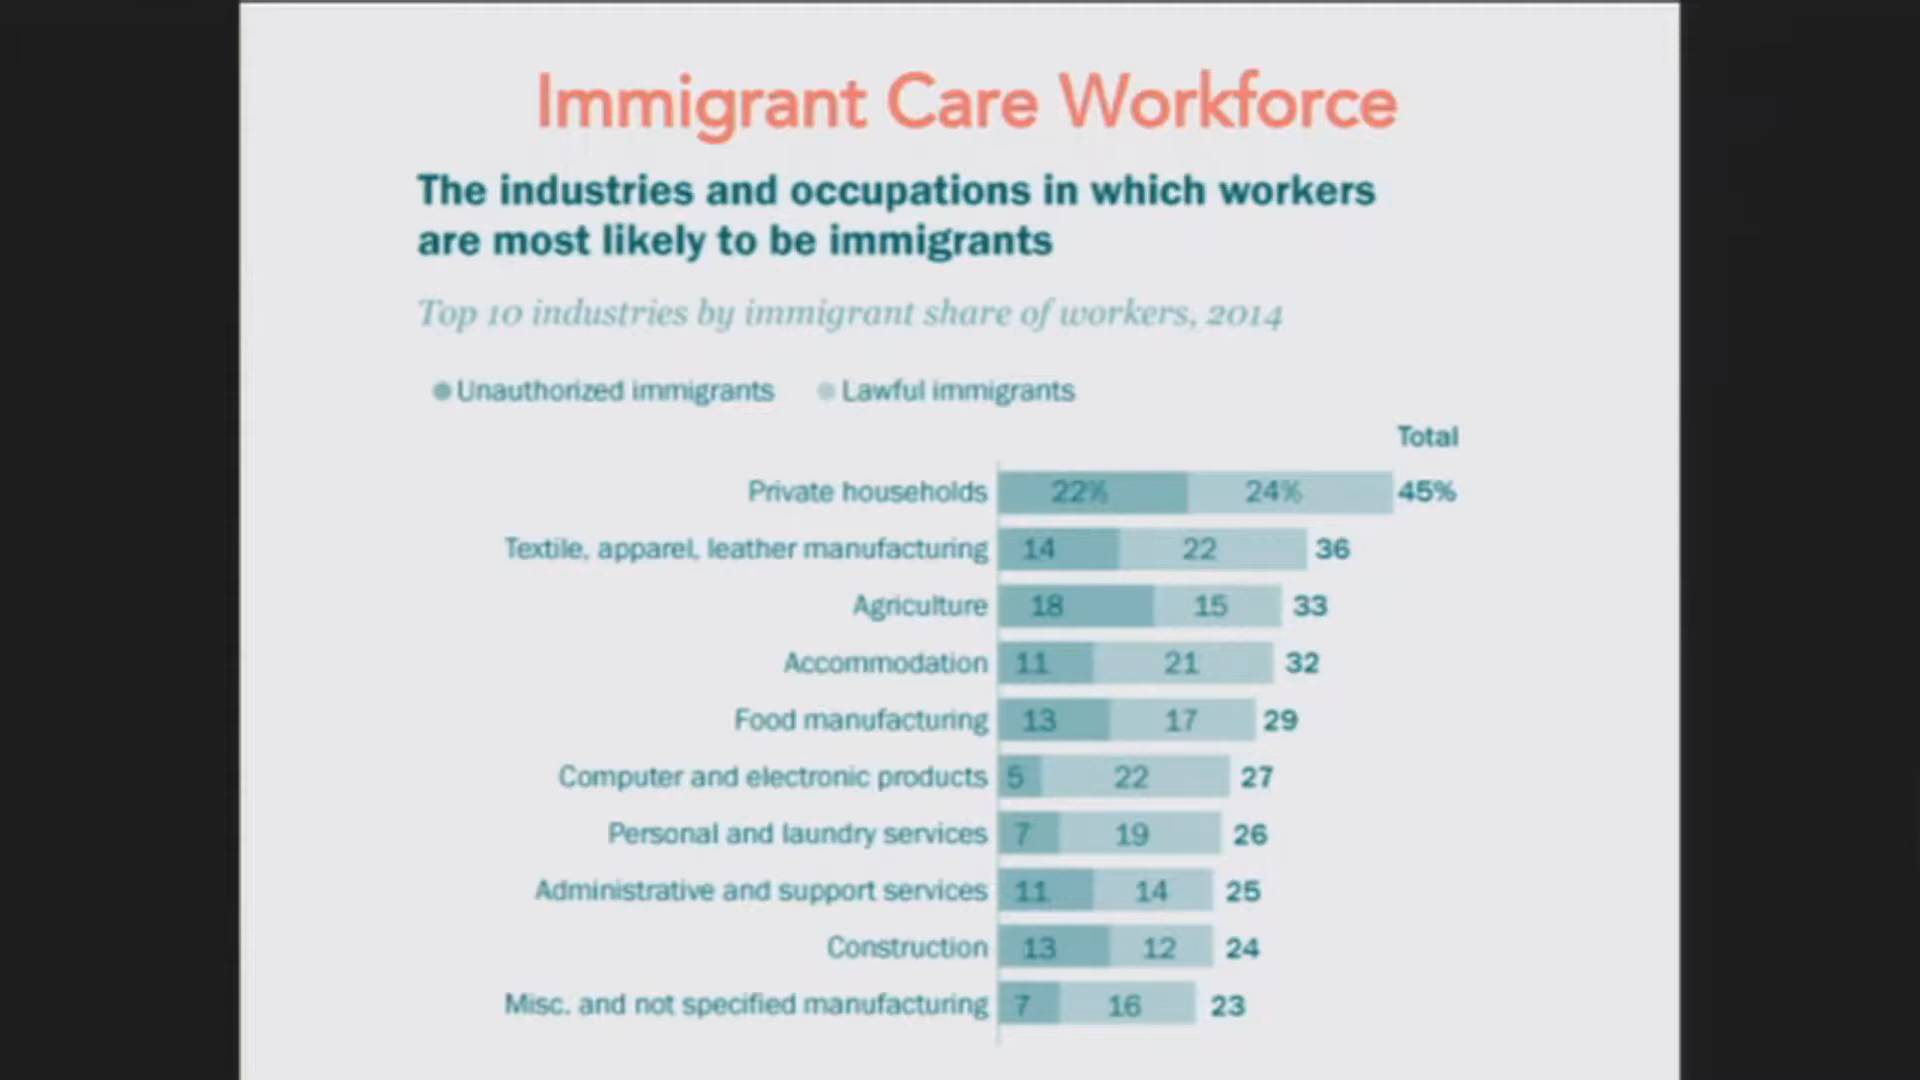 Immigrant Care Workforce
The industries and occupations in which workers
are most likely to be immigrants
Top 10 industries by immigrant share of workers, 2014
Unauthorized immigrants Lawful immigrants
Total
Private households 22% 24% 45%
Textile, apparel, leather manufacturing 14 22 36
Agriculture 18 15 33
Accommodation 11 21 32
Food manufacturing 13 17 29
Computer and electronic products 5 22 27
Personal and laundry services 7 19 26
Administrative and support services 11 14 25
Construction 13 12 24
Misc. and not specified manufacturing 7 16 23